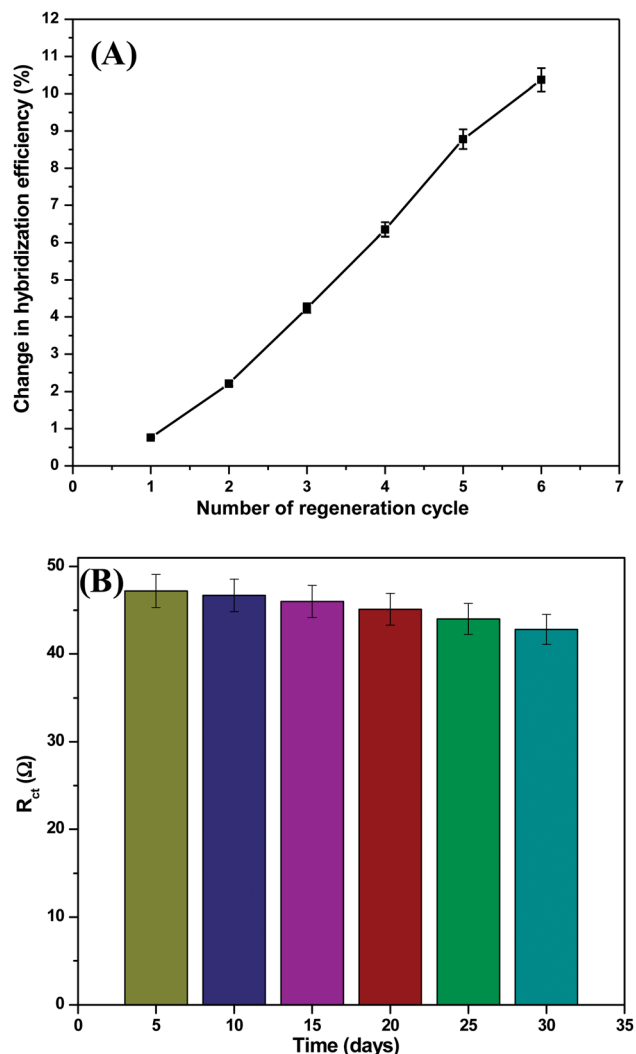 (A)
Change in hybridization efficiency (%)
12
11
10
9
8
7
6
5
4
3
2
1
0
0 1 2 3 4 5 6 7
Number of regeneration cycle
(B)
R_ct (Ω)
50
40
30
20
10
0
0 5 10 15 20 25 30 35
Time (days)